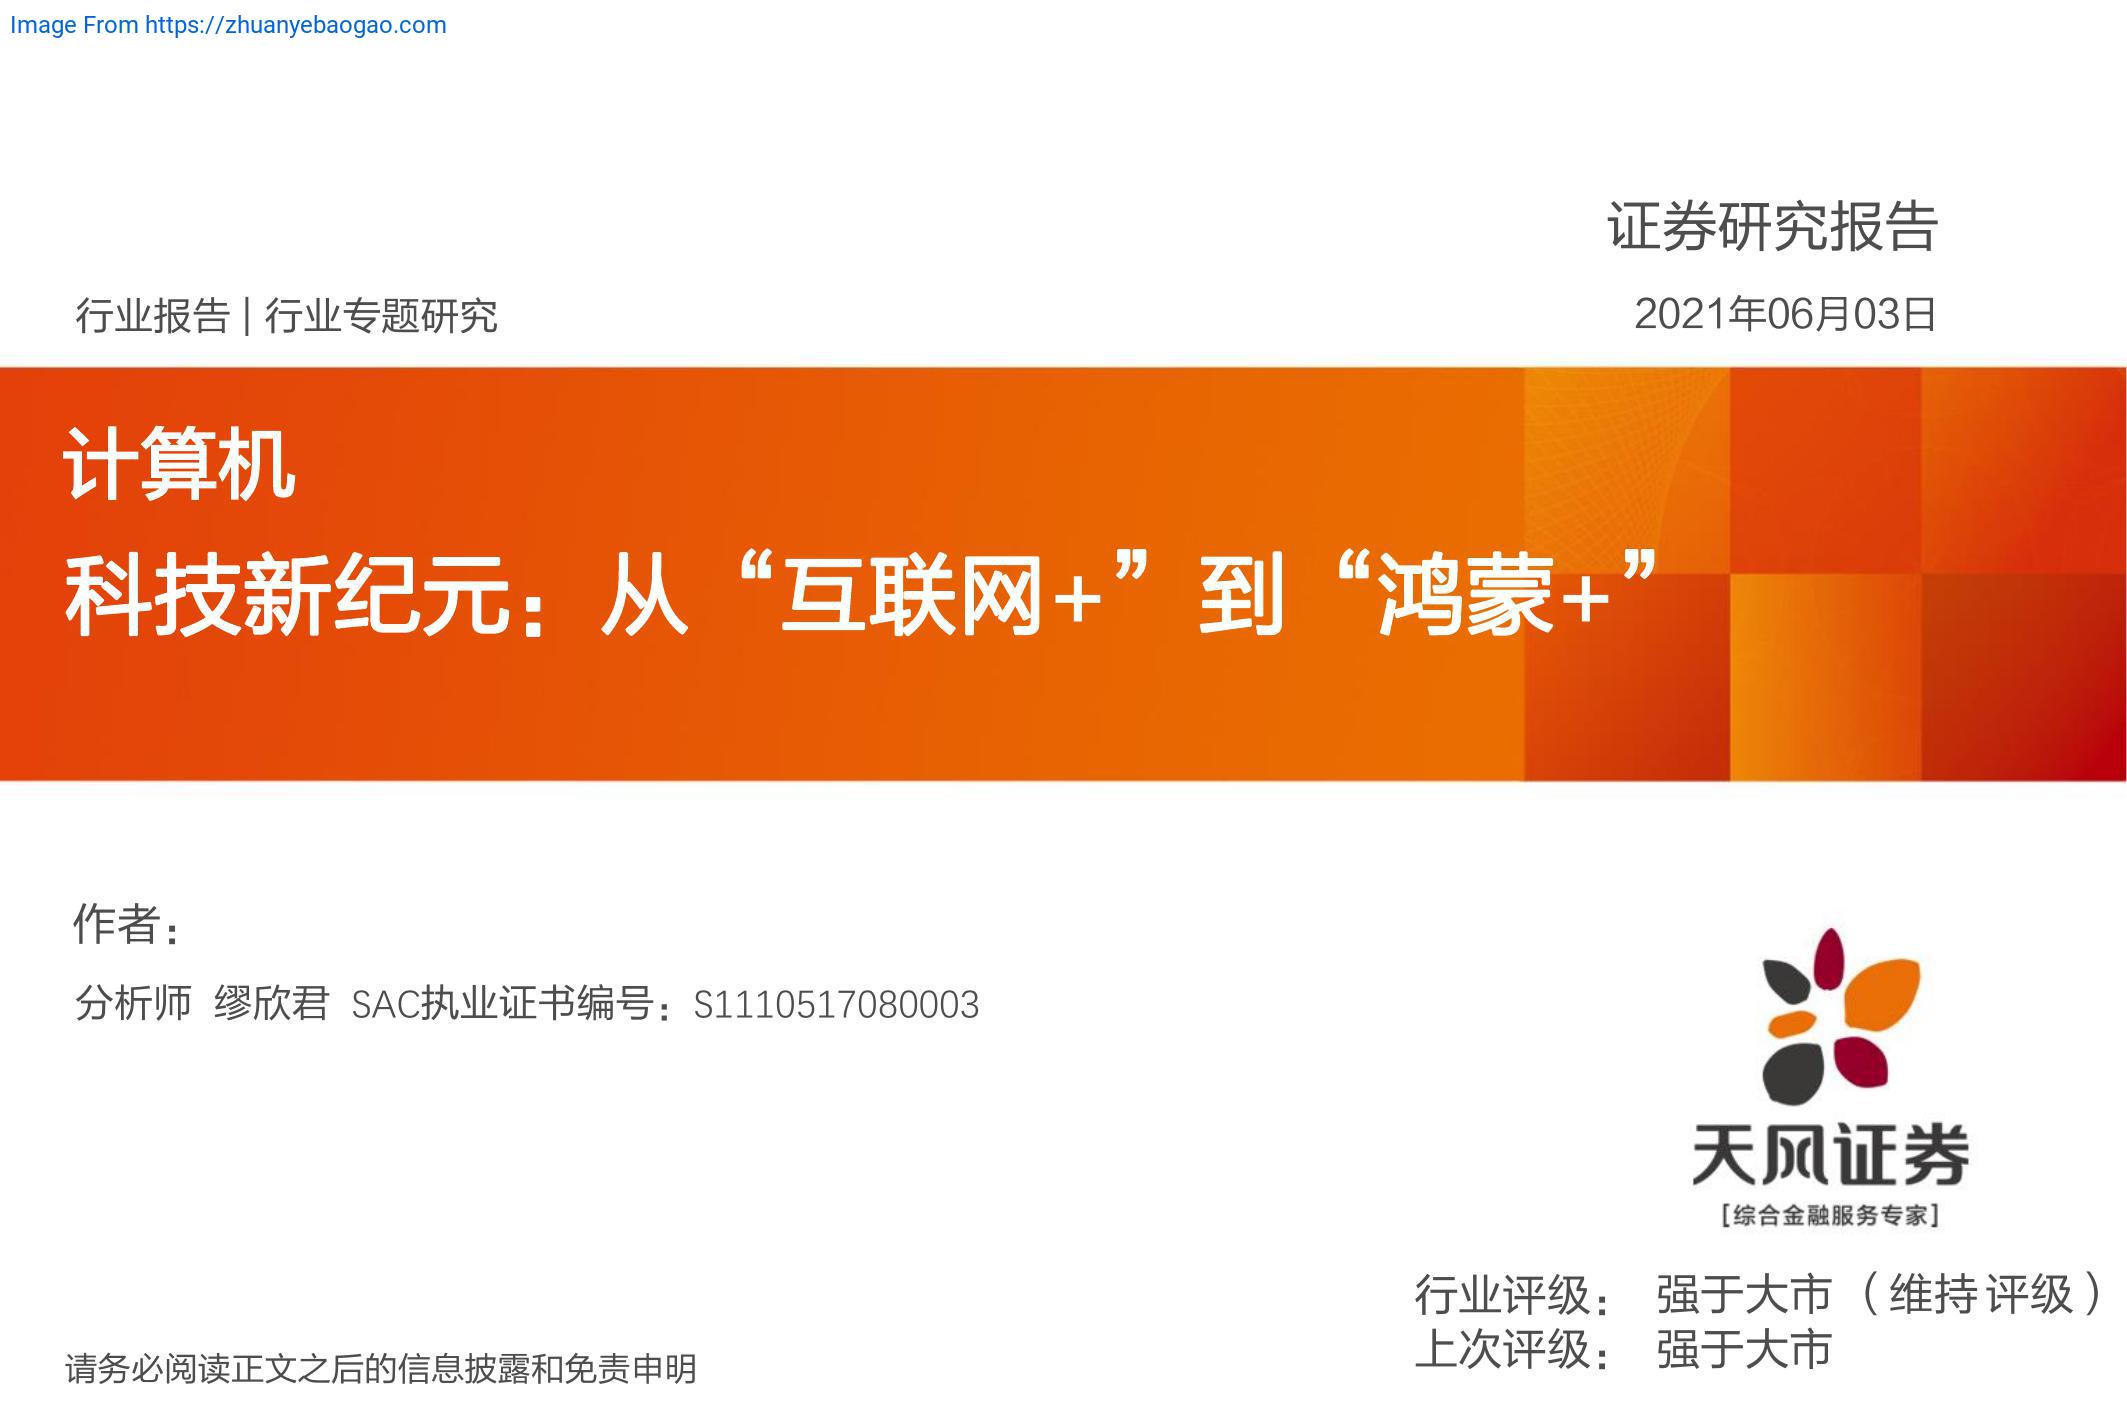 Image From https://zhuanyebaogao.com
证券研究报告
行业报告 | 行业专题研究
2021年06月03日
计算机
科技新纪元：从“互联网+”到“鸿蒙+”
作者：
分析师 缪欣君 SAC执业证书编号：S1110517080003
天风证券
[综合金融服务专家]
行业评级： 强于大市（维持评级）
上次评级： 强于大市
请务必阅读正文之后的信息披露和免责申明